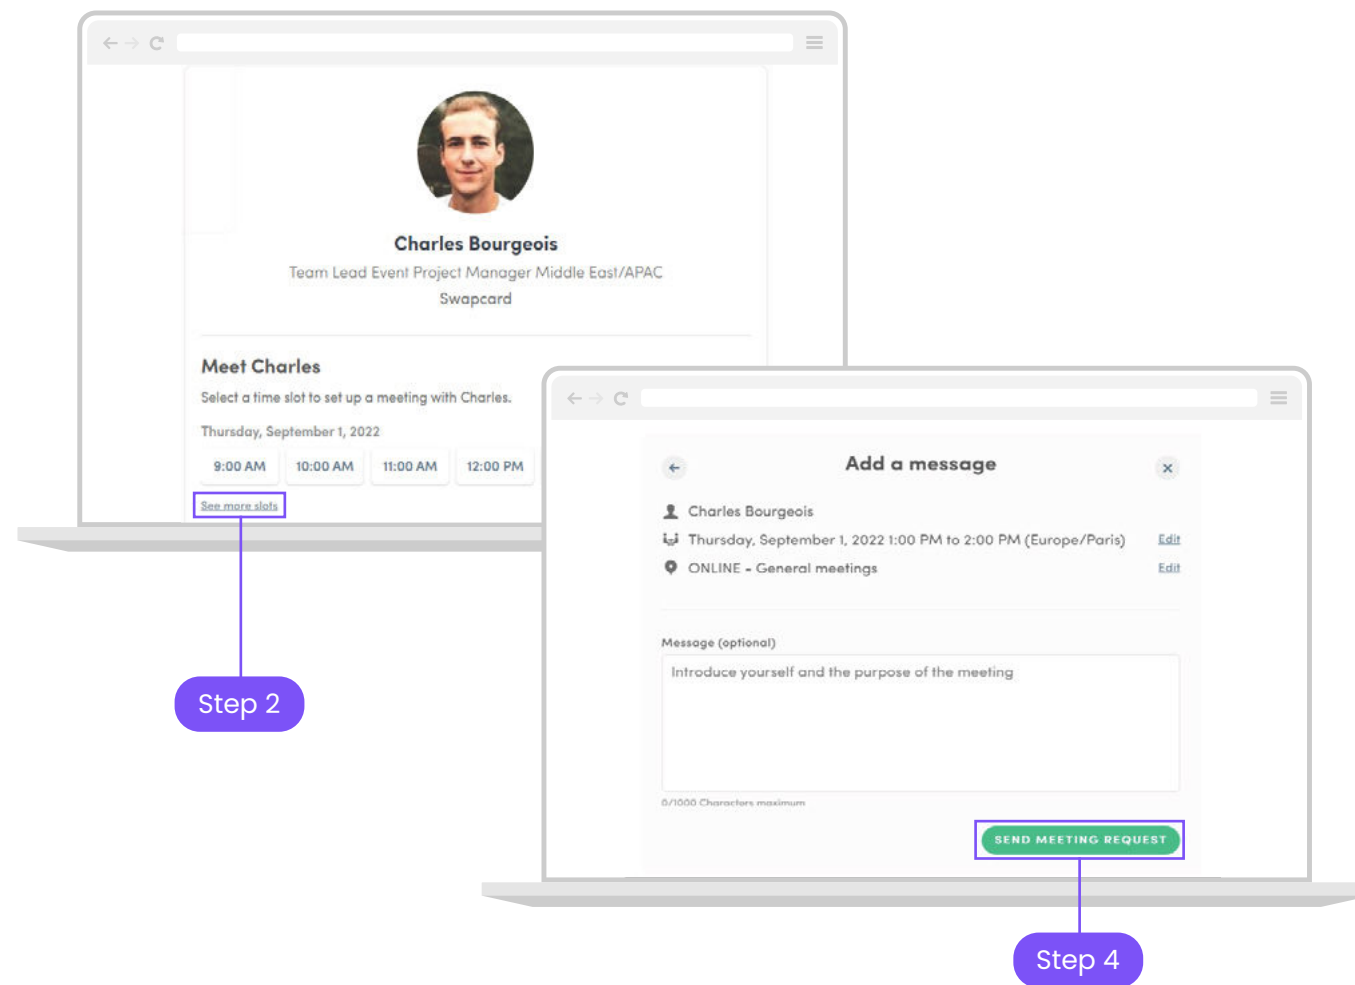 Charles Bourgeois
Team Lead Event Project Manager Middle East/APAC
Swapcard
Meet Charles
Select a time slot to set up a meeting with Charles.
Thursday, September 1, 2022
9:00 AM 10:00 AM 11:00 AM 12:00 PM
See more slots
Step 2
Add a message
Charles Bourgeois
Thursday, September 1, 2022 1:00 PM to 2:00 PM (Europe/Paris) Edit
ONLINE - General meetings Edit
Message (optional)
Introduce yourself and the purpose of the meeting
0/1000 Characters maximum
SEND MEETING REQUEST
Step 4